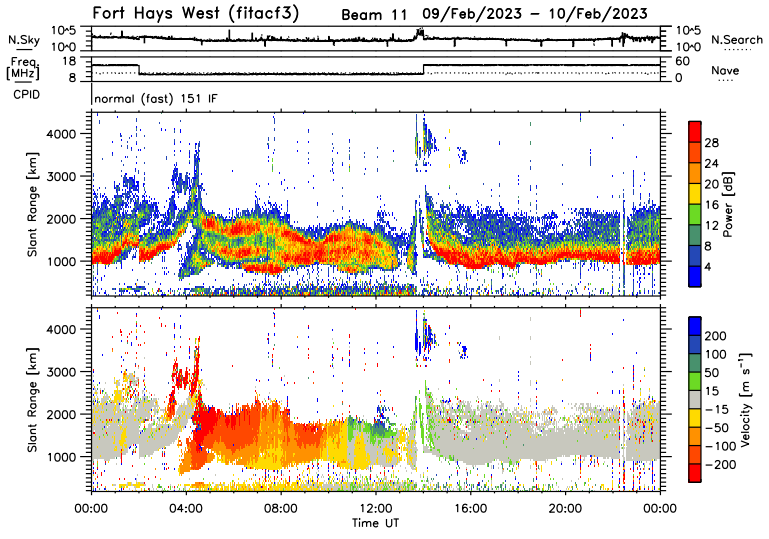 Fort Hays West (fitacf3) Beam 11 09/Feb/2023 − 10/Feb/2023
N.Sky 10^5 10^0 10^5 10^0 N.Search
Freq. [MHz] 18 8 60 0 Nave
CPID normal (fast) 151 IF
Slant Range [km] 4000 3000 2000 1000
Power [dB] 28 24 20 16 12 8 4
Slant Range [km] 4000 3000 2000 1000
Velocity [m s^-1] 200 100 50 15 −15 −50 −100 −200
00:00 04:00 08:00 12:00 16:00 20:00 00:00
Time UT